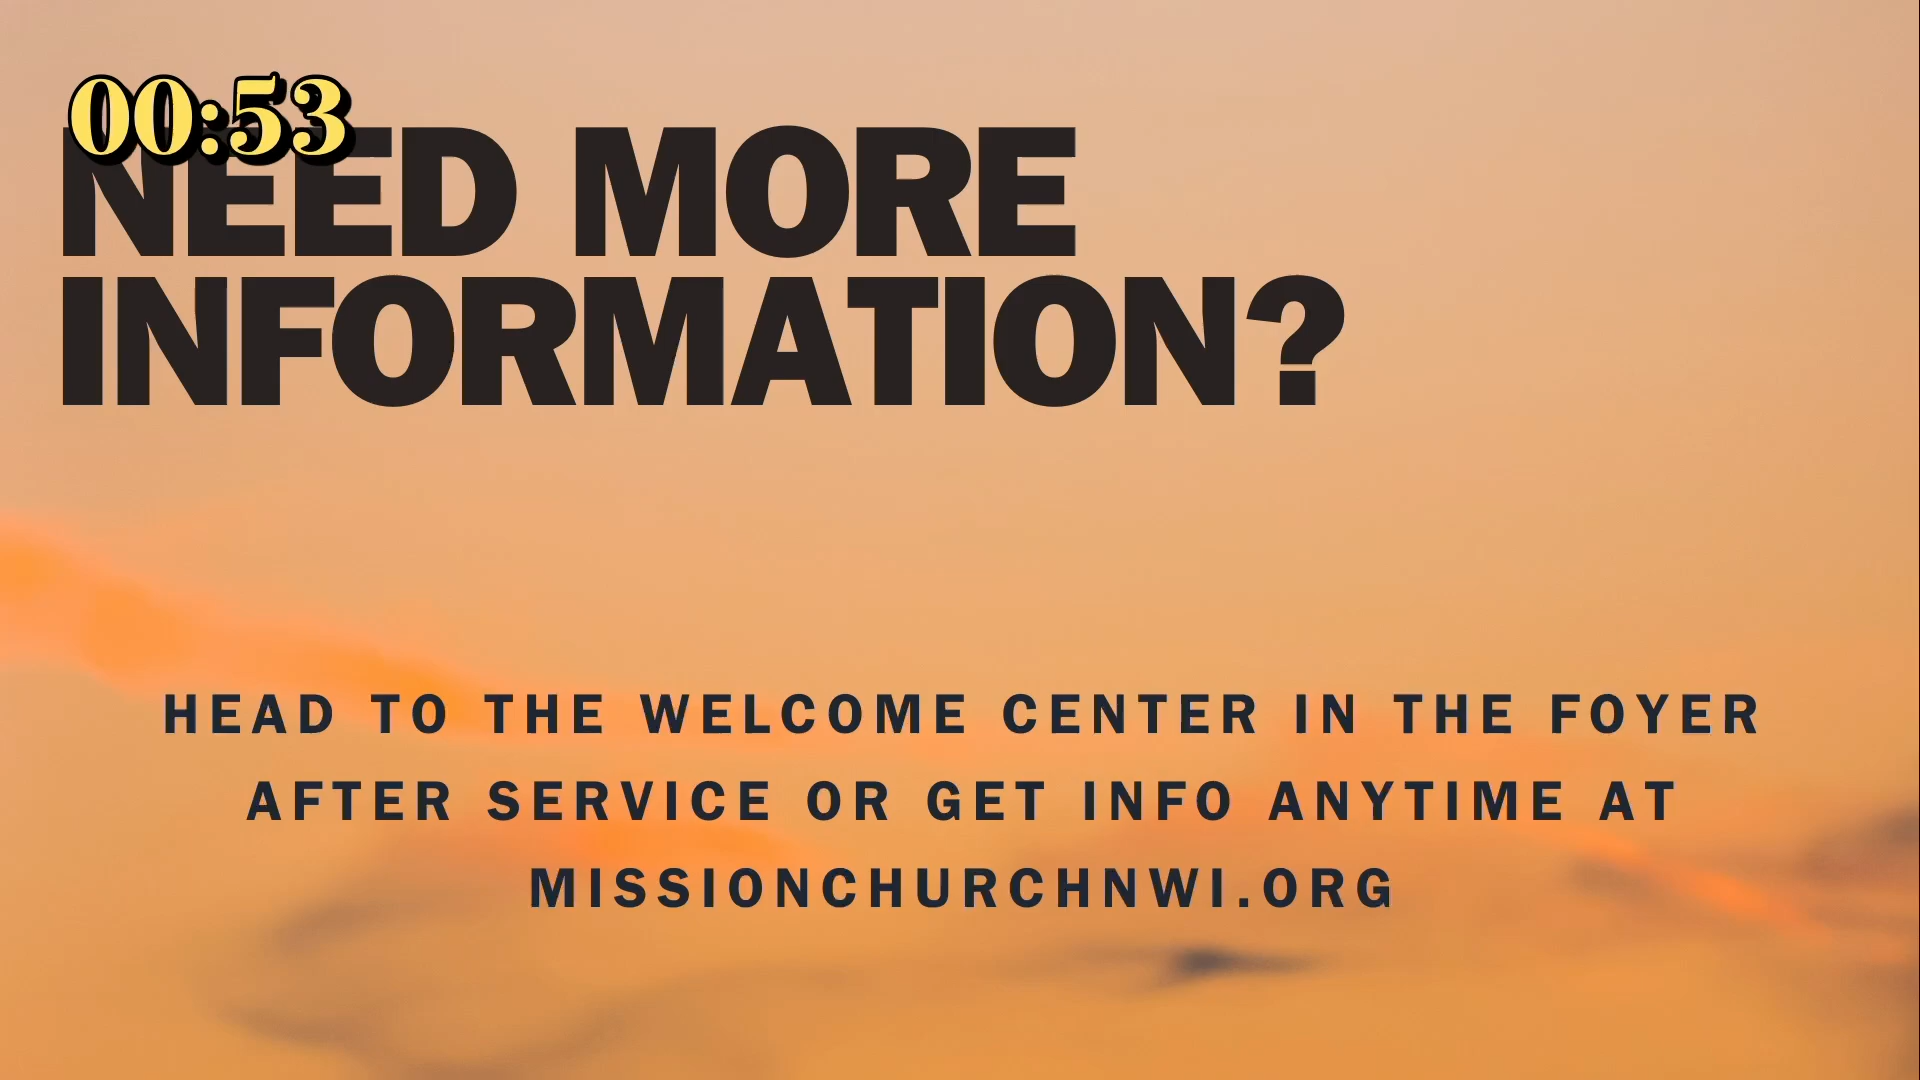 00:53
NEED MORE
INFORMATION?
HEAD TO THE WELCOME CENTER IN THE FOYER
AFTER SERVICE OR GET INFO ANYTIME AT
MISSIONCHURCHNWI.ORG